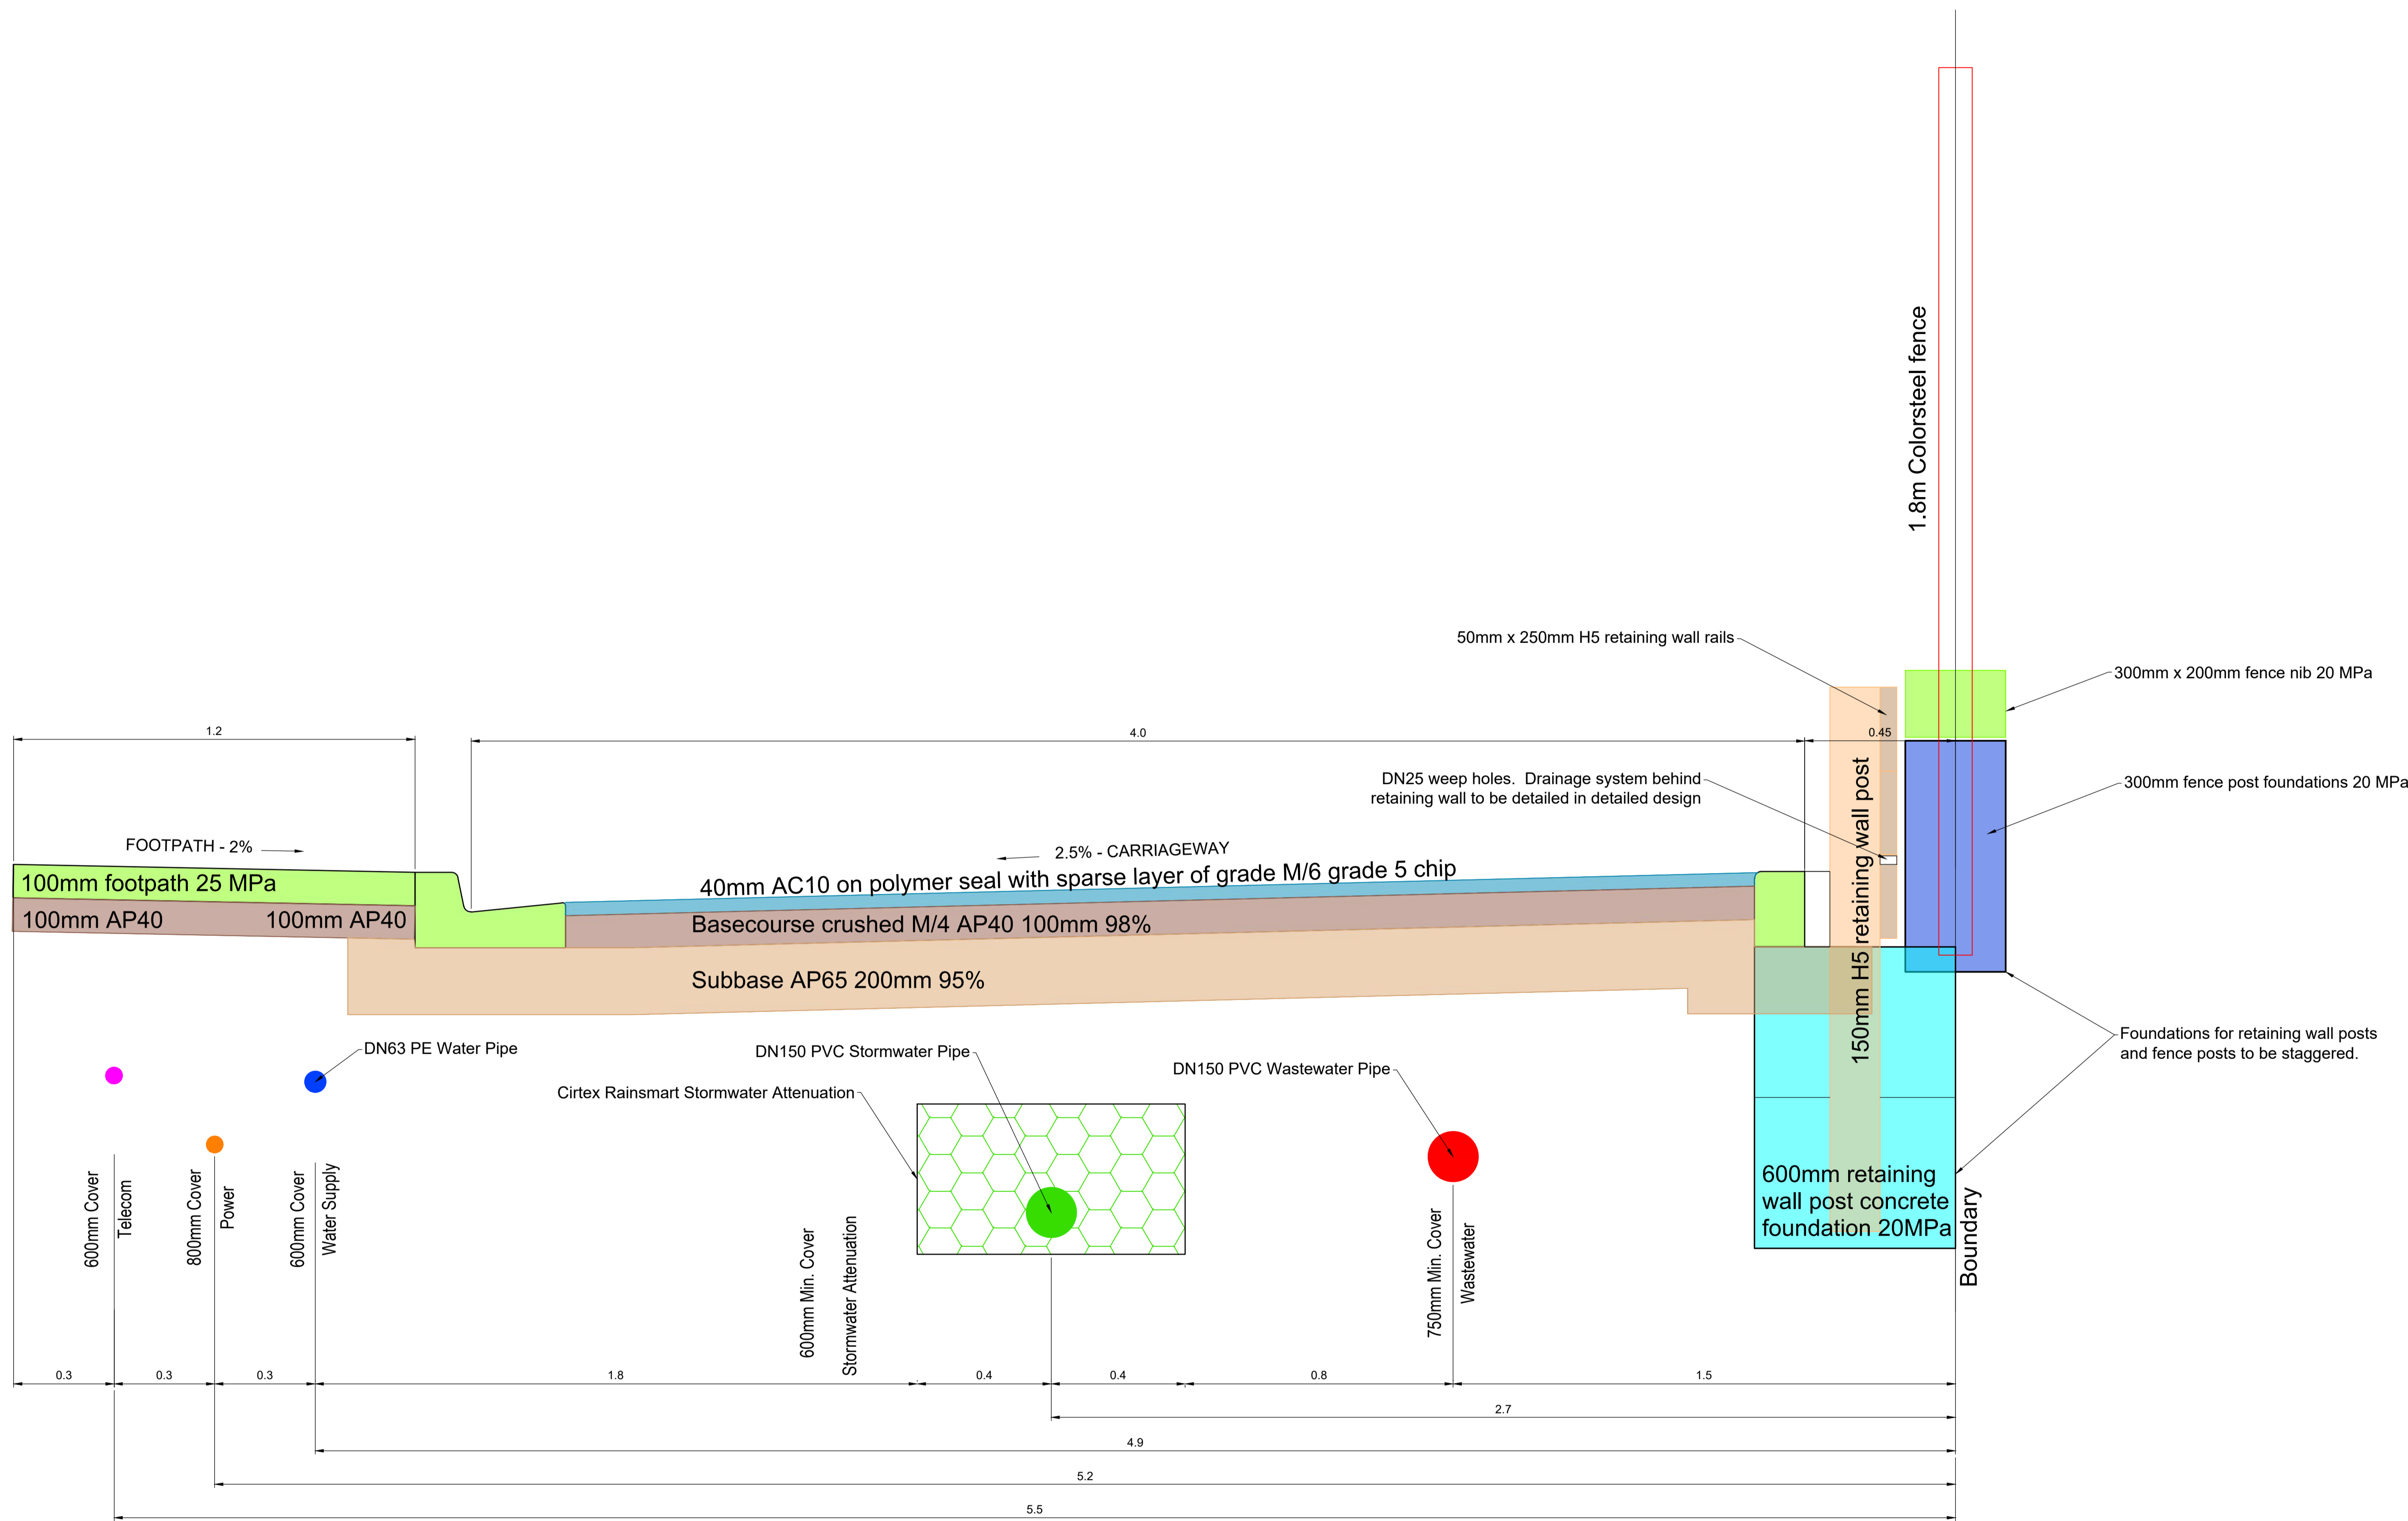 1.8m Colorsteel fence
50mm x 250mm H5 retaining wall rails
300mm x 200mm fence nib 20 MPa
1.2
4.0
0.45
DN25 weep holes.  Drainage system behind
retaining wall to be detailed in detailed design
300mm fence post foundations 20 MPa
150mm H5 retaining wall post
FOOTPATH - 2%
2.5% - CARRIAGEWAY
100mm footpath 25 MPa
40mm AC10 on polymer seal with sparse layer of grade M/6 grade 5 chip
100mm AP40
100mm AP40
Basecourse crushed M/4 AP40 100mm 98%
Subbase AP65 200mm 95%
DN63 PE Water Pipe
DN150 PVC Stormwater Pipe
DN150 PVC Wastewater Pipe
Cirtex Rainsmart Stormwater Attenuation
Foundations for retaining wall posts
and fence posts to be staggered.
600mm Cover
Telecom
800mm Cover
Power
600mm Cover
Water Supply
600mm Min. Cover
Stormwater Attenuation
750mm Min. Cover
Wastewater
600mm retaining
wall post concrete
foundation 20MPa
Boundary
0.3
0.3
0.3
1.8
0.4
0.4
0.8
1.5
2.7
4.9
5.2
5.5